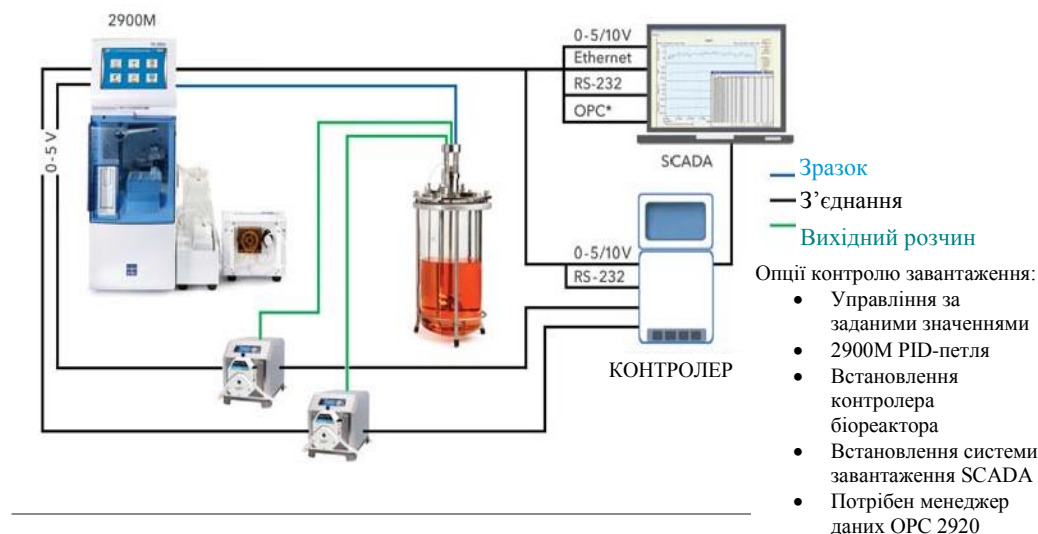 2900M
0-5/10V
Ethernet
RS-232
OPC*
SCADA
0-5 V
Зразок
З’єднання
Вихідний розчин
0-5/10V
RS-232
КОНТРОЛЕР
Опції контролю завантаження:
• Управління за
заданими значеннями
• 2900M PID-петля
• Встановлення
контролера
біореактора
• Встановлення системи
завантаження SCADA
• Потрібен менеджер
даних OPC 2920